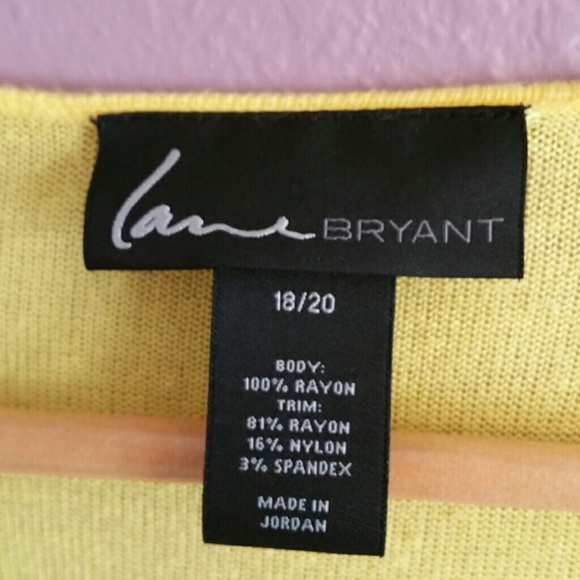 Lane BRYANT
18/20
BODY:
100% RAYON
TRIM:
81% RAYON
16% NYLON
3% SPANDEX
MADE IN
JORDAN